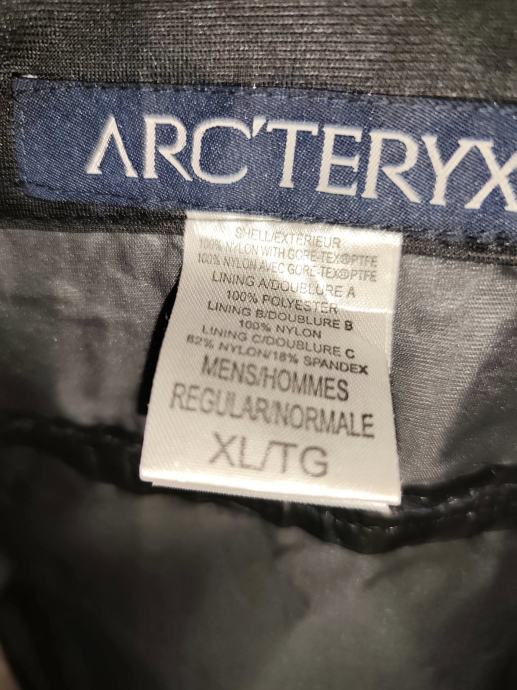 ARC'TERYX
SHELL/EXTERIEUR
100% NYLON WITH GORE-TEX®PTFE
100% NYLON AVEC GORE-TEX®PTFE
LINING A/DOUBLURE A
100% POLYESTER
LINING B/DOUBLURE B
100% NYLON
LINING C/DOUBLURE C
82% NYLON/18% SPANDEX
MENS/HOMMES
REGULAR/NORMALE
XL/TG